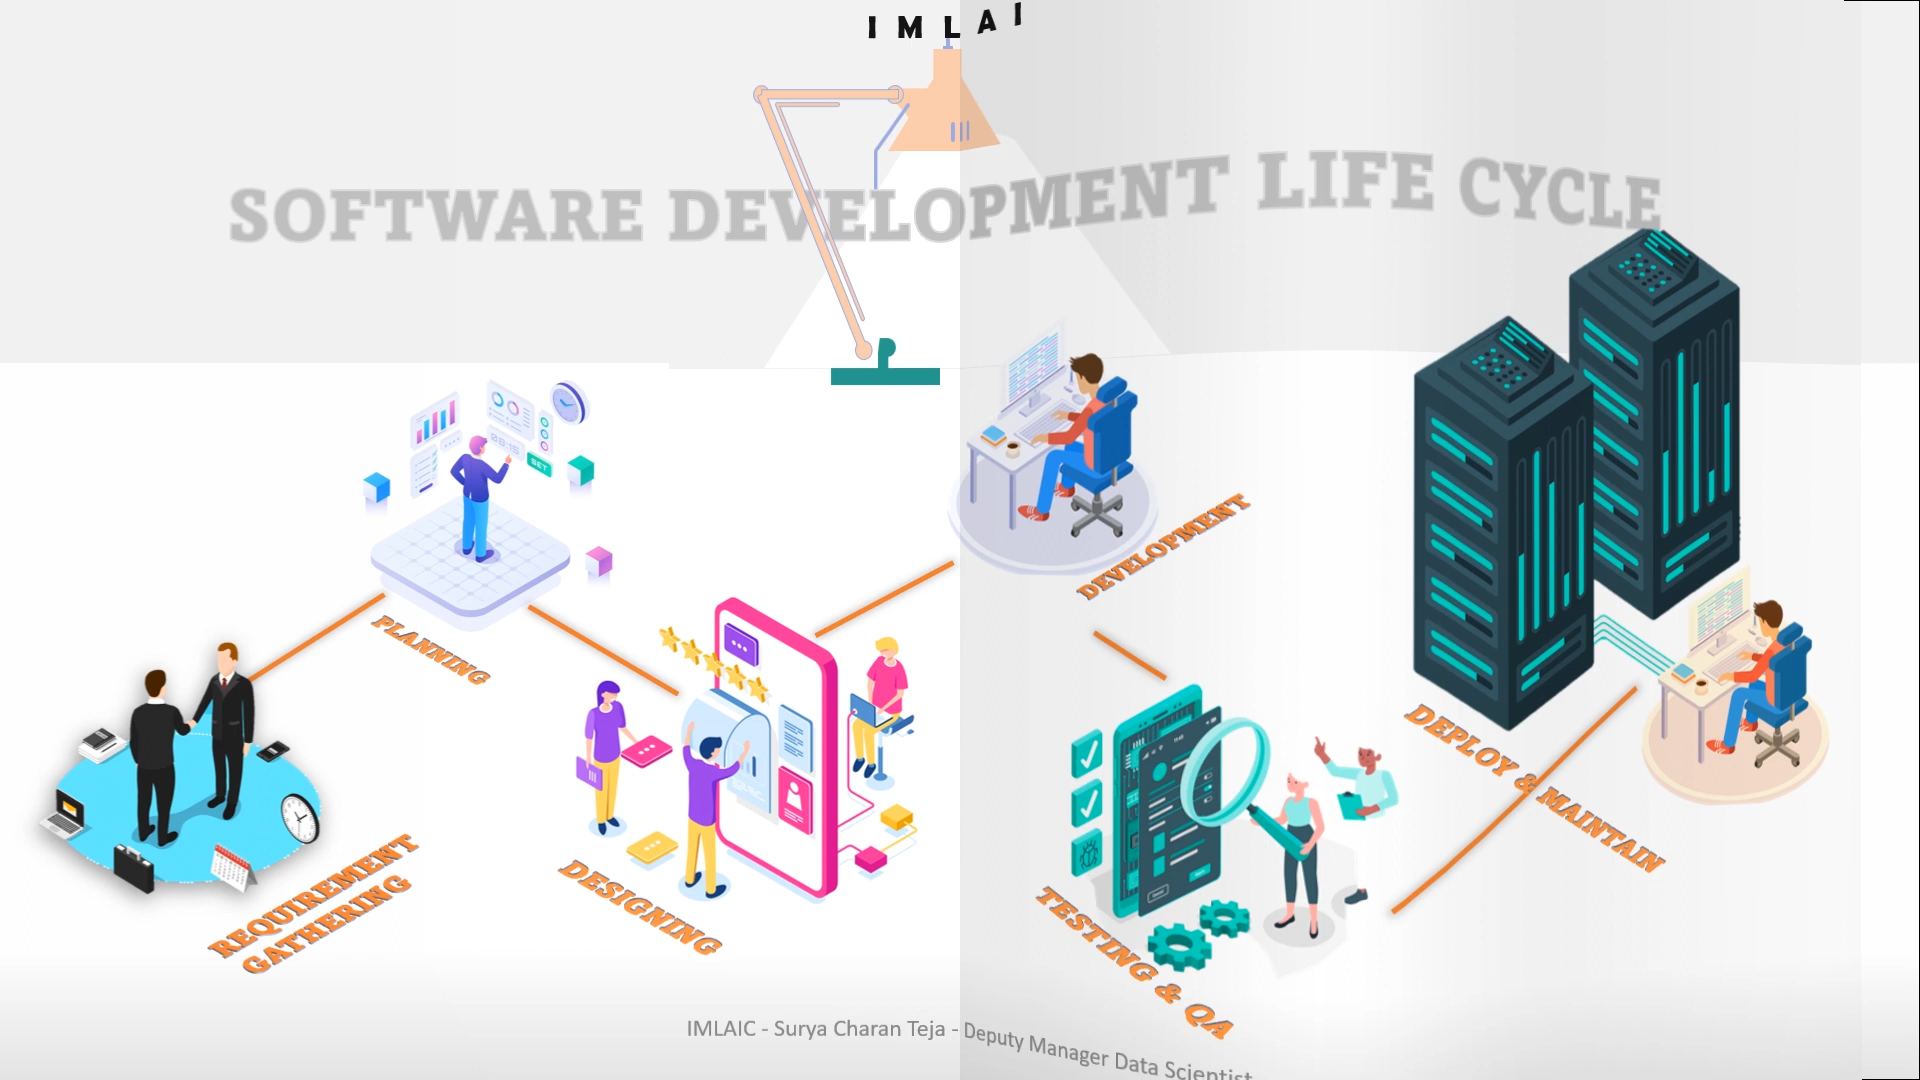 IMLAI
SOFTWARE DEVELOPMENT LIFE CYCLE
SET
PLANNING
DEVELOPMENT
REQUIREMENT
GATHERING
DESIGNING
DEPLOY & MAINTAIN
TESTING & QA
IMLAIC - Surya Charan Teja - Deputy Manager Data Scientist